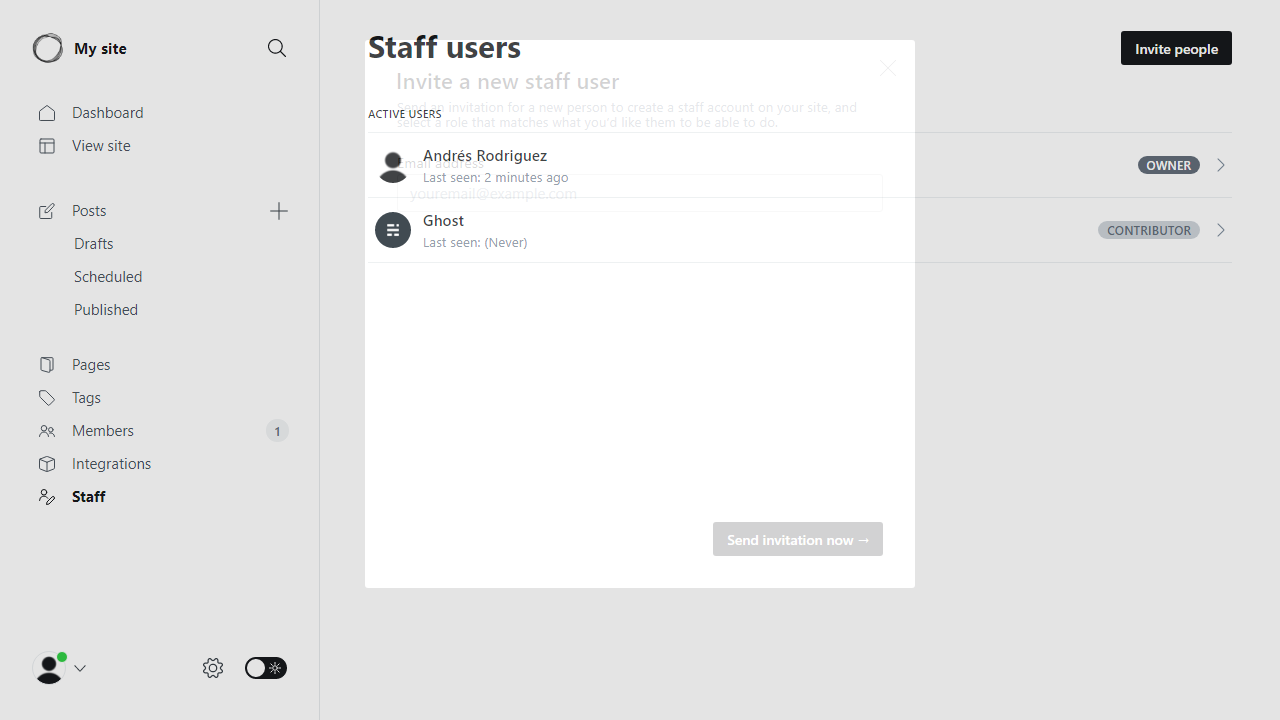 My site
Dashboard
View site
Posts
Drafts
Scheduled
Published
Pages
Tags
Members
1
Integrations
Staff
Staff users
Invite people
Invite a new staff user
Send an invitation for a new person to create a staff account on your site, and
select a role that matches what you'd like them to be able to do.
ACTIVE USERS
Email address
youremail@example.com
Andrés Rodriguez
Last seen: 2 minutes ago
OWNER
Ghost
Last seen: (Never)
CONTRIBUTOR
Send invitation now →